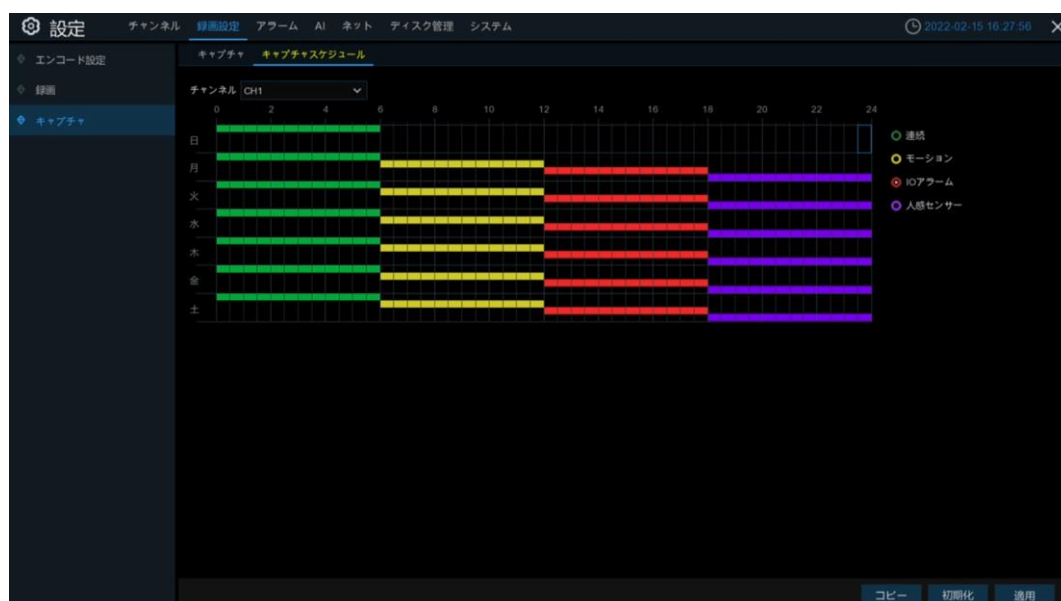 設定 チャンネル 録画設定 アラーム AI ネット ディスク管理 システム 2022-02-15 16:27:56
エンコード設定
録画
キャプチャ
キャプチャ キャプチャスケジュール
チャンネル CH1
0 2 4 6 8 10 12 14 16 18 20 22 24
日
月
火
水
木
金
土
連続
モーション
IOアラーム
人感センサー
コピー 初期化 適用